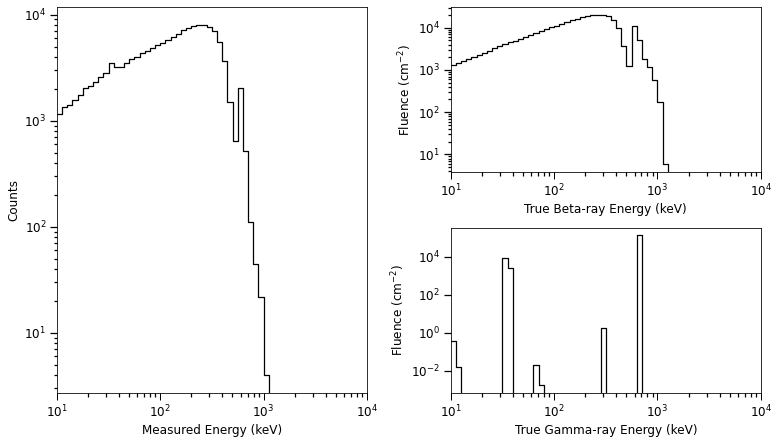 10^4
10^3
10^2
10^1
Counts
10^1 10^2 10^3 10^4
Measured Energy (keV)
10^4
10^3
10^2
10^1
Fluence (cm^−2)
10^1 10^2 10^3 10^4
True Beta-ray Energy (keV)
10^4
10^2
10^0
10^−2
Fluence (cm^−2)
10^1 10^2 10^3 10^4
True Gamma-ray Energy (keV)